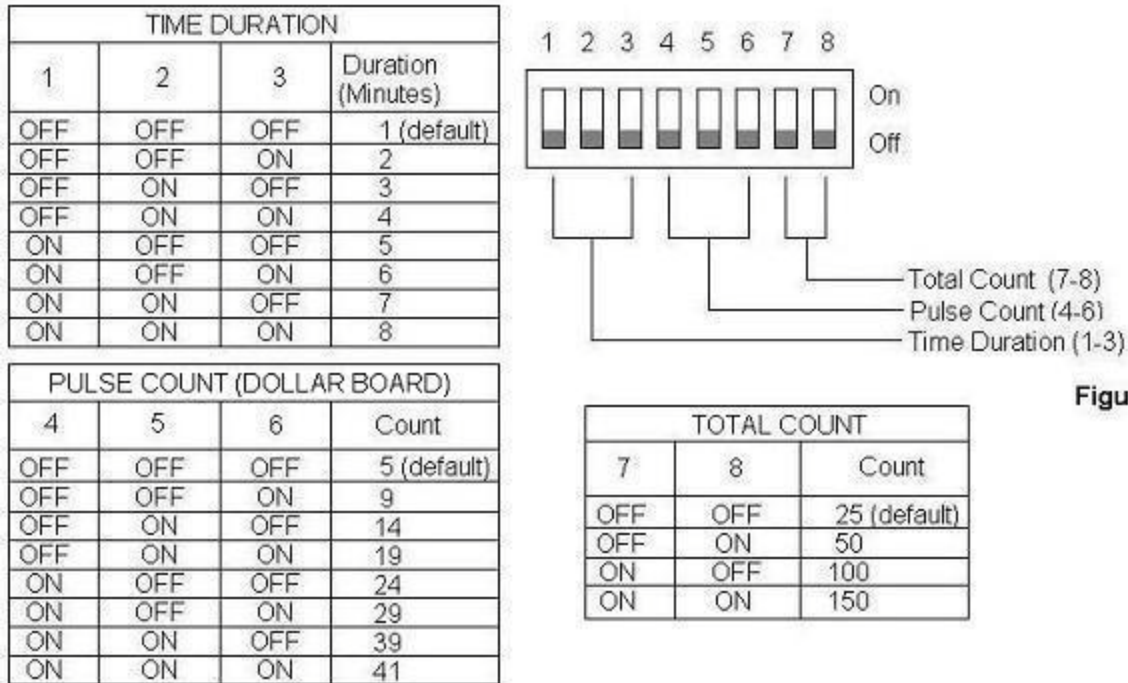 TIME DURATION
1 2 3 Duration (Minutes)
OFF OFF OFF 1 (default)
OFF OFF ON 2
OFF ON OFF 3
OFF ON ON 4
ON OFF OFF 5
ON OFF ON 6
ON ON OFF 7
ON ON ON 8
1 2 3 4 5 6 7 8
On
Off
Total Count (7-8)
Pulse Count (4-6)
Time Duration (1-3)
Figu
PULSE COUNT (DOLLAR BOARD)
4 5 6 Count
OFF OFF OFF 5 (default)
OFF OFF ON 9
OFF ON OFF 14
OFF ON ON 19
ON OFF OFF 24
ON OFF ON 29
ON ON OFF 39
ON ON ON 41
TOTAL COUNT
7 8 Count
OFF OFF 25 (default)
OFF ON 50
ON OFF 100
ON ON 150